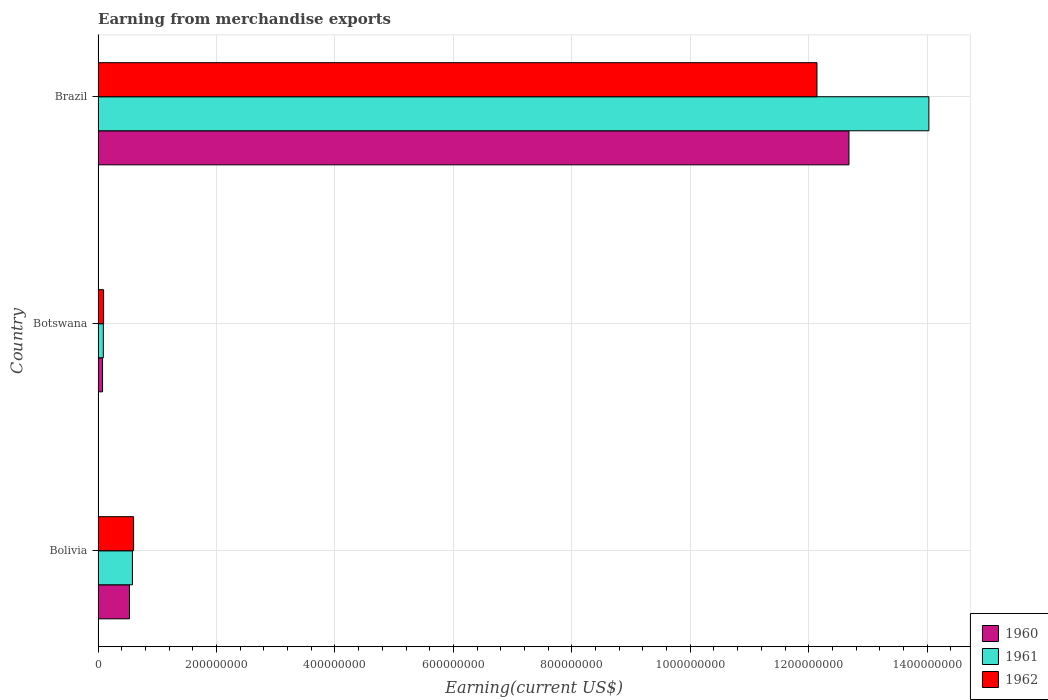 Earning from merchandise exports
Brazil
Botswana
Bolivia
Country
0
200000000
400000000
600000000
800000000
1000000000
1200000000
1400000000
Earning(current US$)
1960
1961
1962